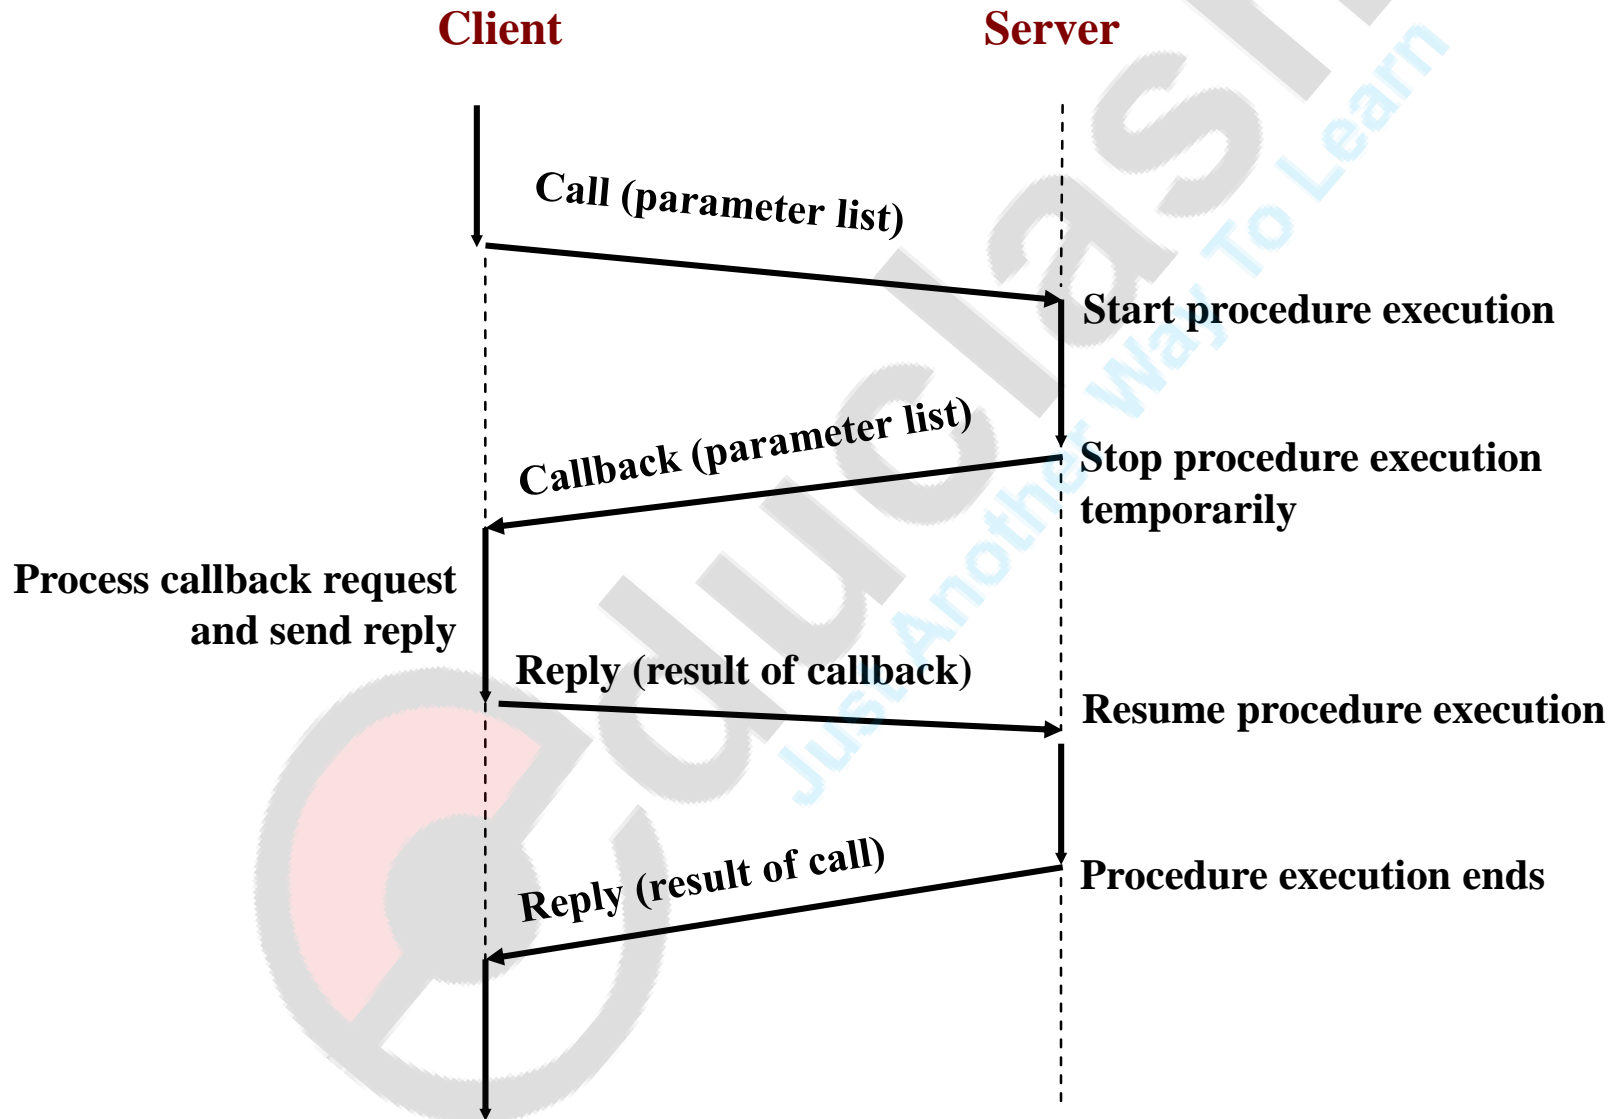 Client
Server
Call (parameter list)
Start procedure execution
Callback (parameter list)
Stop procedure execution
temporarily
Process callback request
and send reply
Reply (result of callback)
Resume procedure execution
Reply (result of call)
Procedure execution ends
educlash
Just Another Way To Learn